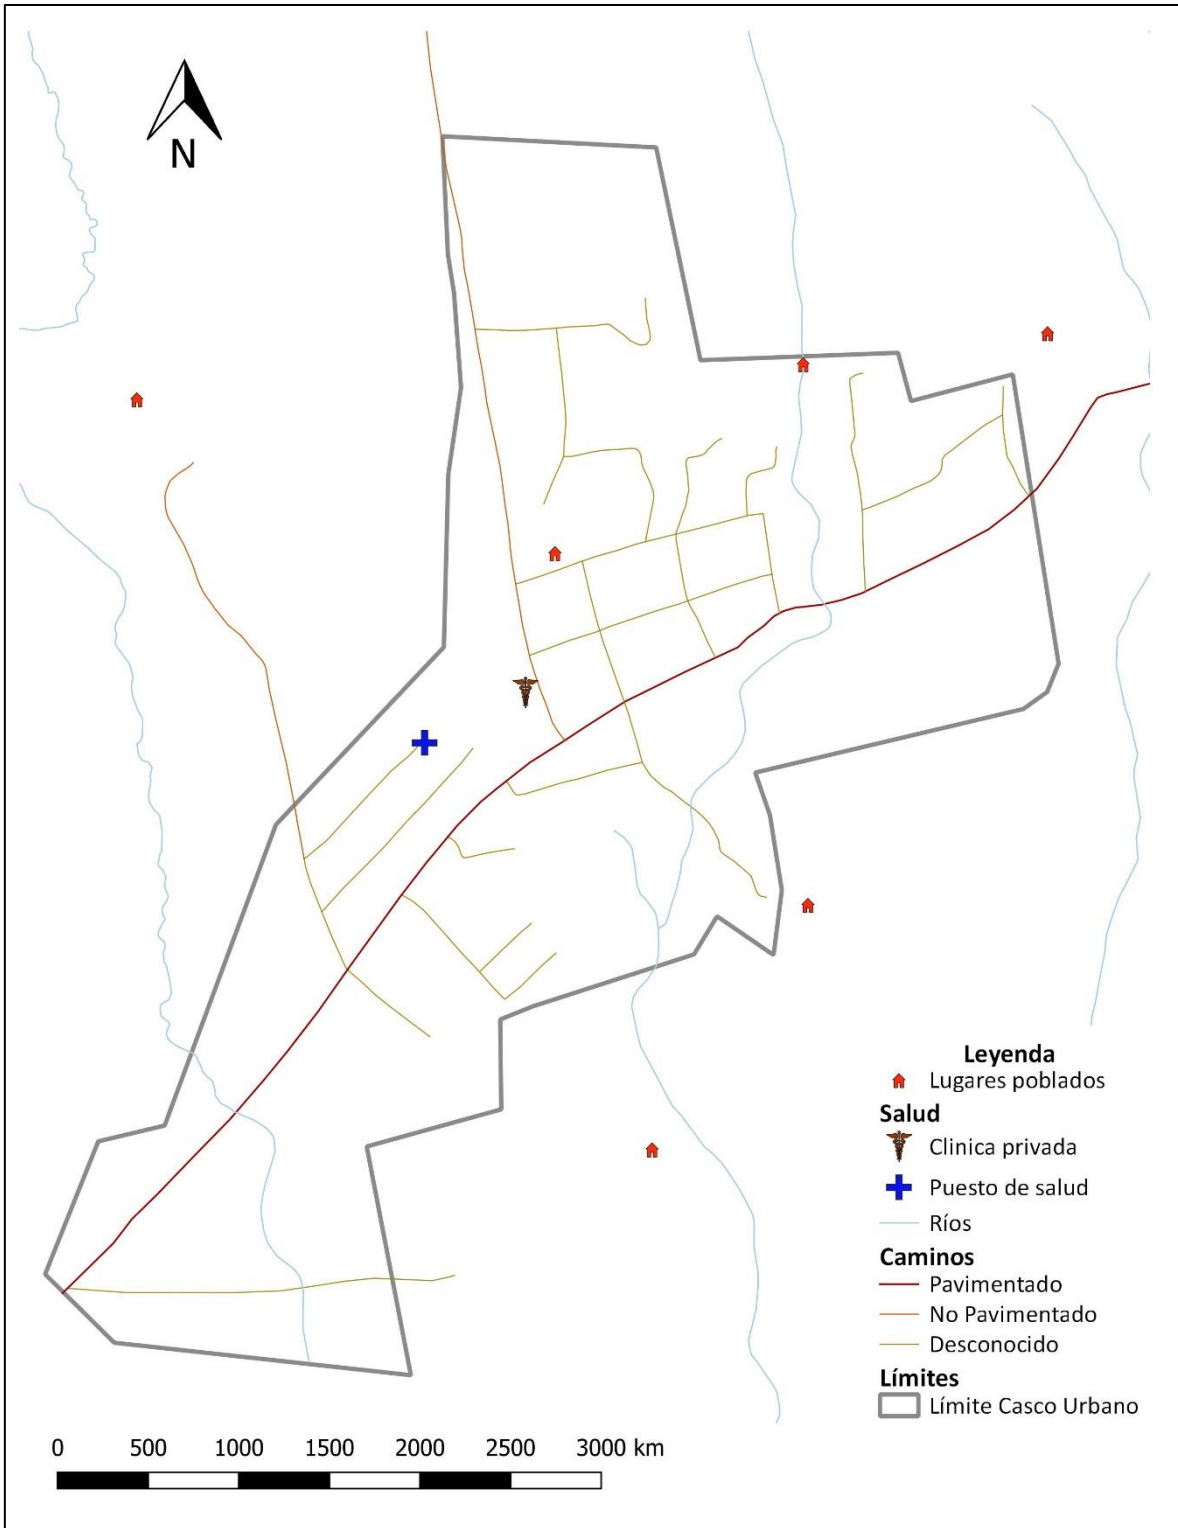 N
Leyenda
Lugares poblados
Salud
Clinica privada
Puesto de salud
Ríos
Caminos
Pavimentado
No Pavimentado
Desconocido
Límites
Límite Casco Urbano
0 500 1000 1500 2000 2500 3000 km